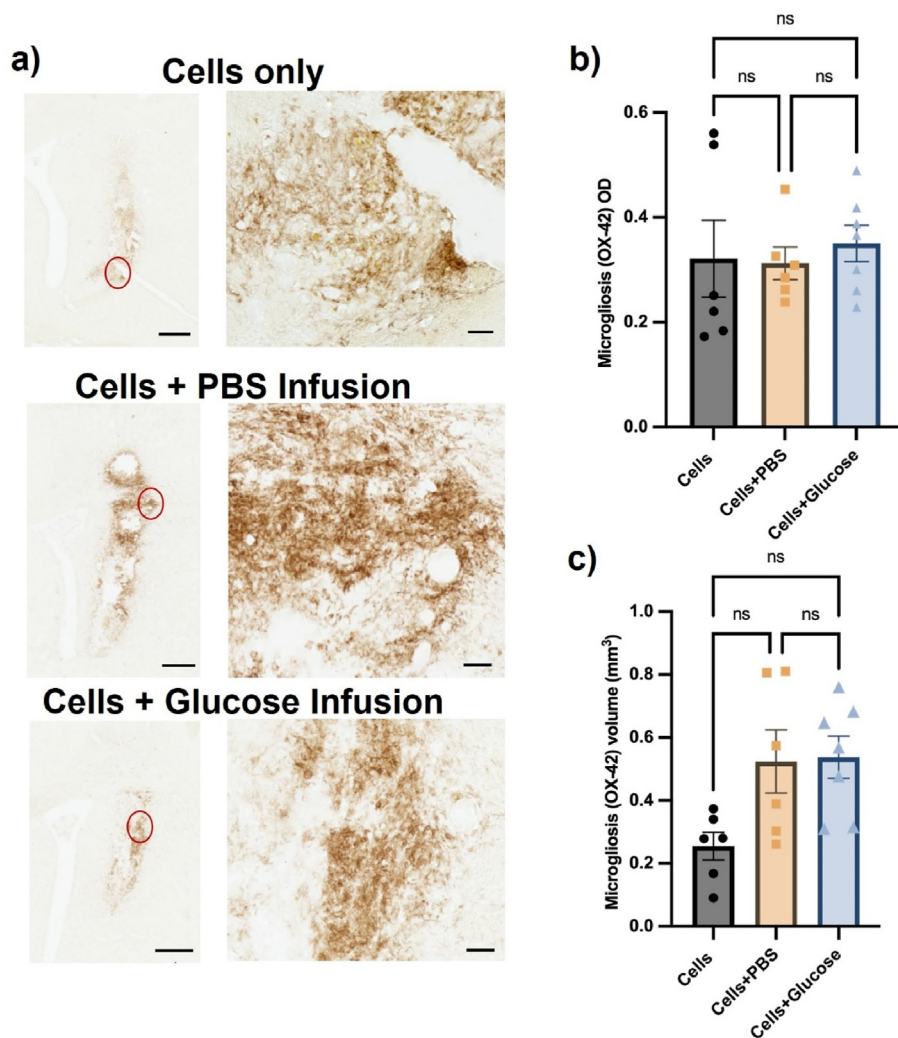 a)
Cells only
Cells + PBS Infusion
Cells + Glucose Infusion
b)
ns
ns
ns
0.6
0.4
0.2
0.0
Microgliosis (OX-42) OD
Cells
Cells+PBS
Cells+Glucose
c)
ns
ns
ns
1.0
0.8
0.6
0.4
0.2
0.0
Microgliosis (OX-42) volume (mm³)
Cells
Cells+PBS
Cells+Glucose